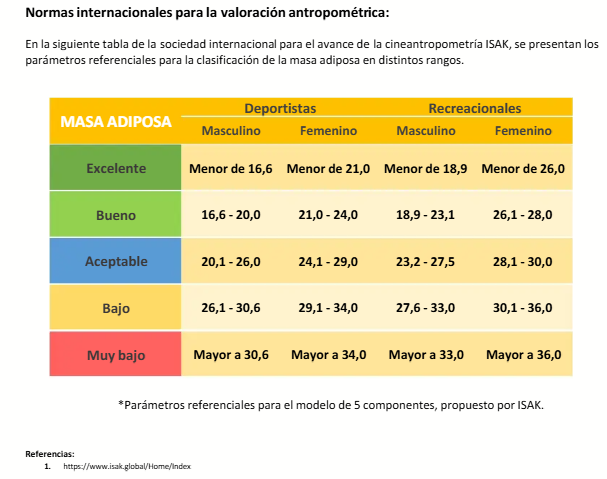 Normas internacionales para la valoración antropométrica:
En la siguiente tabla de la sociedad internacional para el avance de la cineantropometría ISAK, se presentan los
parámetros referenciales para la clasificación de la masa adiposa en distintos rangos.
MASA ADIPOSA Deportistas Recreacionales
Masculino Femenino Masculino Femenino
Excelente Menor de 16,6 Menor de 21,0 Menor de 18,9 Menor de 26,0
Bueno 16,6 - 20,0 21,0 - 24,0 18,9 - 23,1 26,1 - 28,0
Aceptable 20,1 - 26,0 24,1 - 29,0 23,2 - 27,5 28,1 - 30,0
Bajo 26,1 - 30,6 29,1 - 34,0 27,6 - 33,0 30,1 - 36,0
Muy bajo Mayor a 30,6 Mayor a 34,0 Mayor a 33,0 Mayor a 36,0
*Parámetros referenciales para el modelo de 5 componentes, propuesto por ISAK.
Referencias:
1. https://www.isak.global/Home/Index